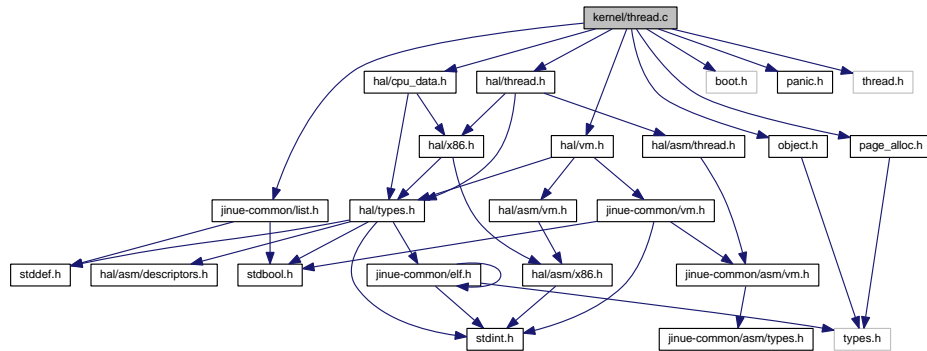 kernel/thread.c
hal/cpu_data.h
hal/thread.h
boot.h
panic.h
thread.h
hal/x86.h
hal/vm.h
hal/asm/thread.h
object.h
page_alloc.h
jinue-common/list.h
hal/types.h
hal/asm/vm.h
jinue-common/vm.h
stddef.h
hal/asm/descriptors.h
stdbool.h
jinue-common/elf.h
hal/asm/x86.h
jinue-common/asm/vm.h
stdint.h
jinue-common/asm/types.h
types.h